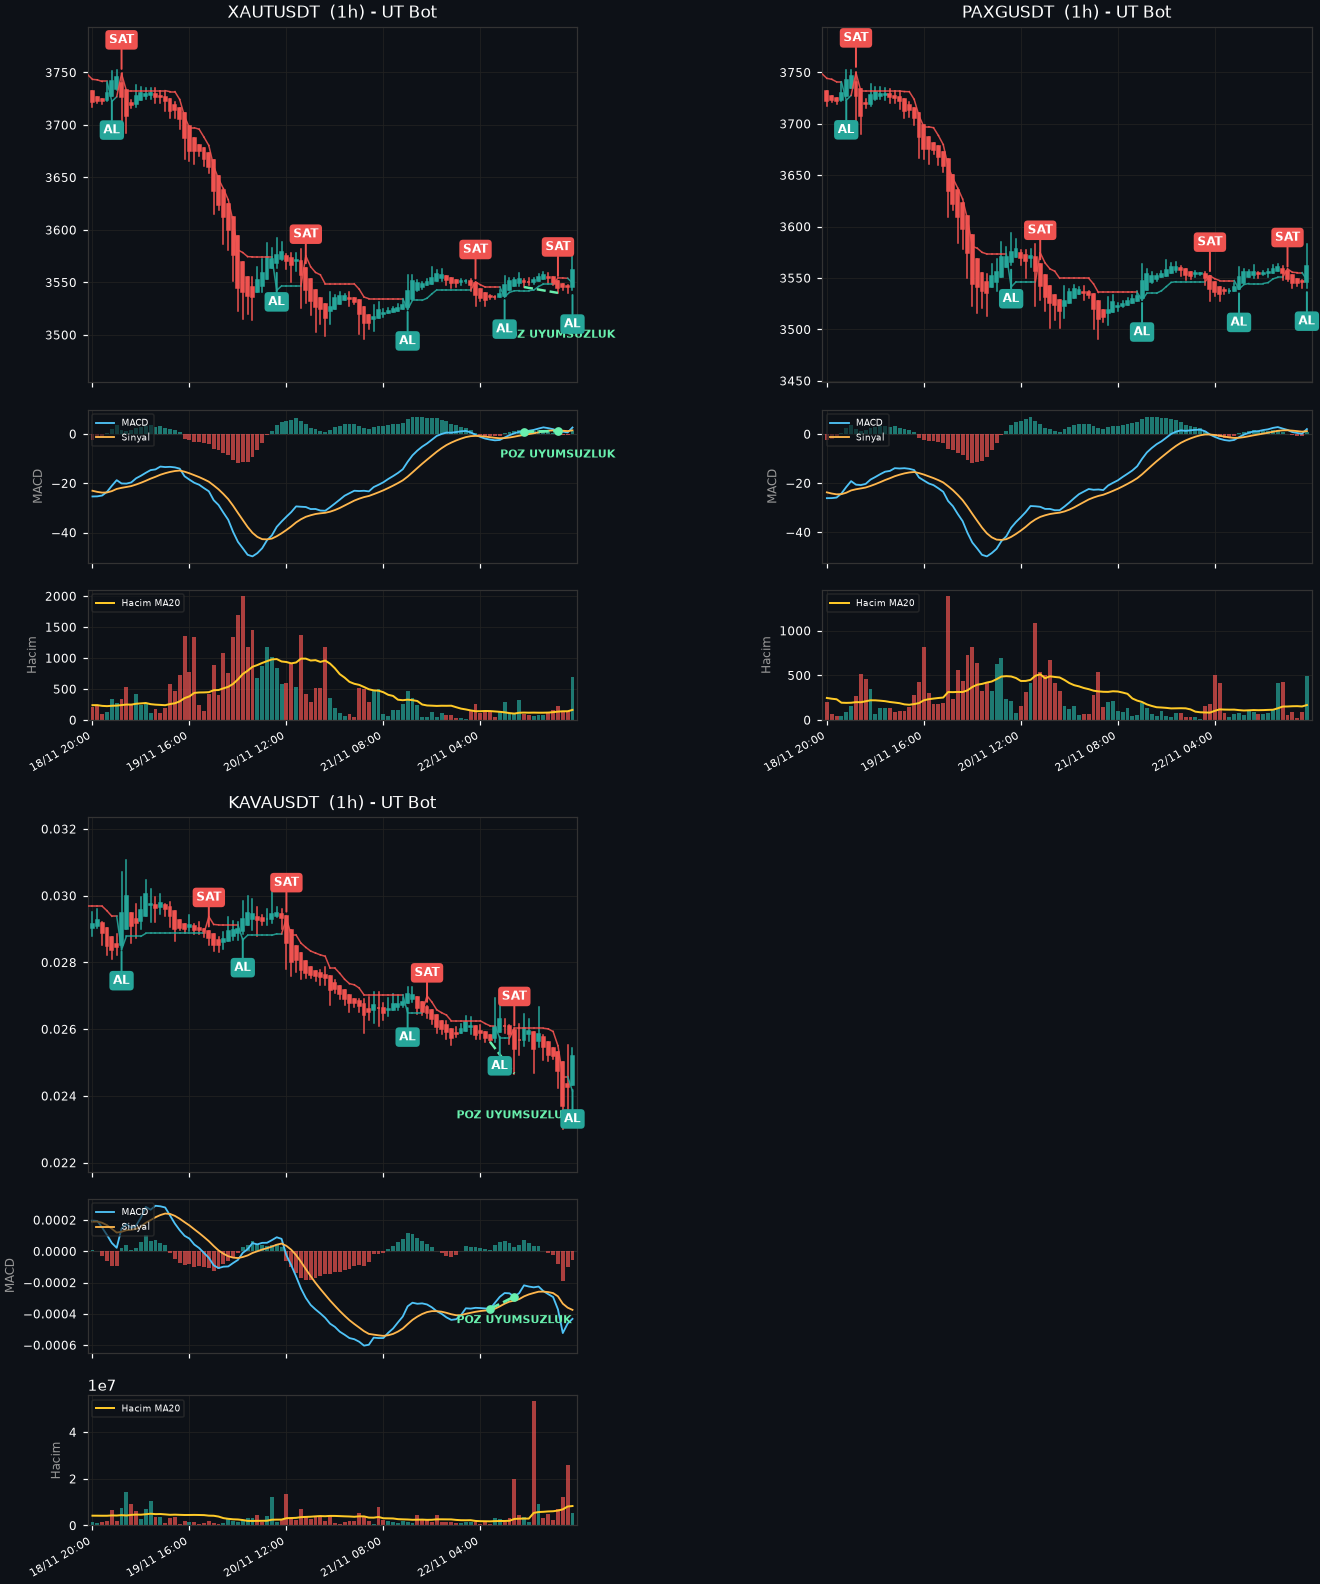 XAUTUSDT (1h) - UT Bot
SAT
3750
3700
AL
3650
3600
SAT
SAT
SAT
3550
AL
3500
AL
AL
AL
POZ UYUMSUZLUK
MACD
Sinyal
0
−20
−40
MACD
POZ UYUMSUZLUK
Hacim MA20
2000
1500
1000
500
0
Hacim
18/11 20:00
19/11 16:00
20/11 12:00
21/11 08:00
22/11 04:00
PAXGUSDT (1h) - UT Bot
SAT
3750
3700
AL
3650
3600
SAT
SAT
SAT
3550
AL
3500
AL
AL
AL
3450
MACD
Sinyal
0
−20
−40
MACD
Hacim MA20
1000
500
0
Hacim
18/11 20:00
19/11 16:00
20/11 12:00
21/11 08:00
22/11 04:00
KAVAUSDT (1h) - UT Bot
0.032
0.030
SAT
SAT
0.028
AL
AL
SAT
SAT
0.026
AL
AL
0.024
POZ UYUMSUZLUK
AL
0.022
MACD
Sinyal
0.0002
0.0000
−0.0002
−0.0004
−0.0006
MACD
POZ UYUMSUZLUK
1e7
Hacim MA20
4
2
0
Hacim
18/11 20:00
19/11 16:00
20/11 12:00
21/11 08:00
22/11 04:00